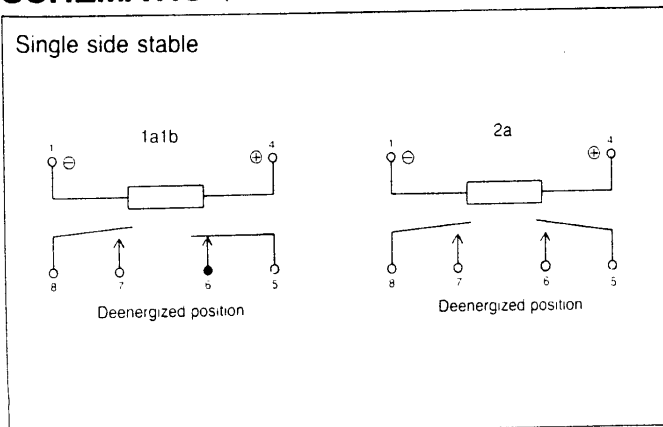 Single side stable
1a1b
2a
1 ⊖ ⊕ 4
1 ⊖ ⊕ 4
8 7 6 5
8 7 6 5
Deenergized position
Deenergized position